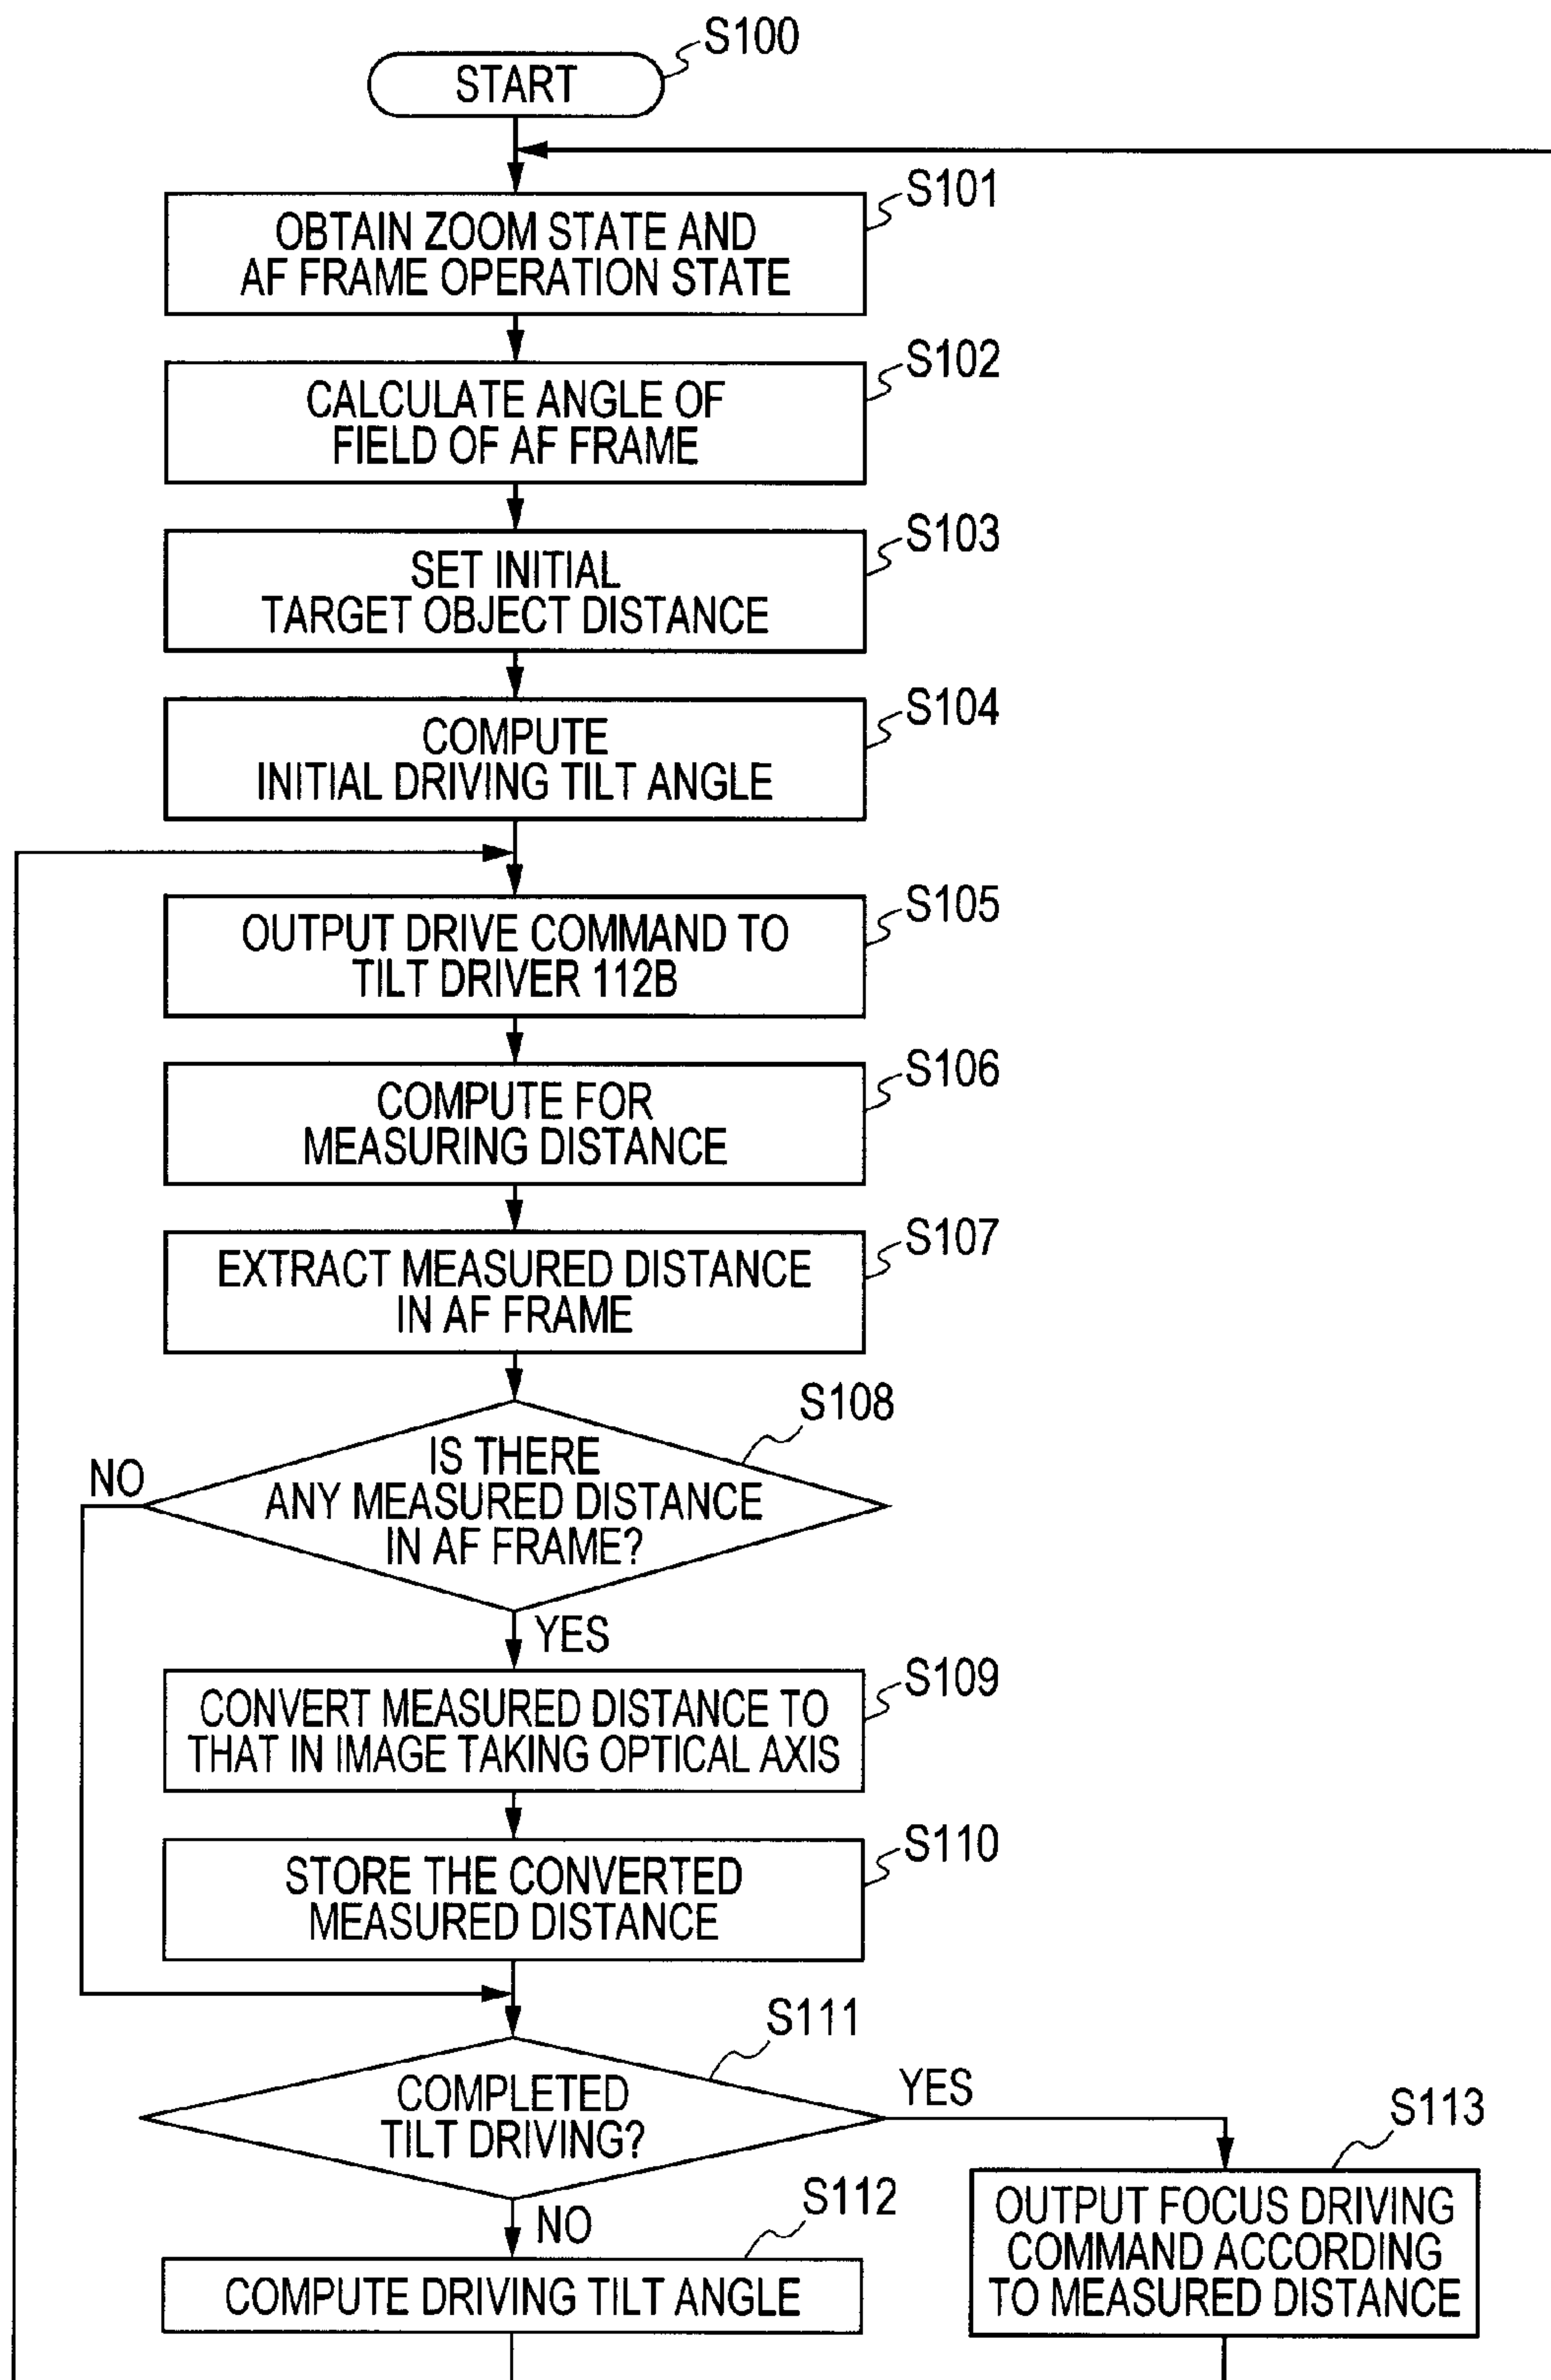 S100
START
S101
OBTAIN ZOOM STATE AND
AF FRAME OPERATION STATE
S102
CALCULATE ANGLE OF
FIELD OF AF FRAME
S103
SET INITIAL
TARGET OBJECT DISTANCE
S104
COMPUTE
INITIAL DRIVING TILT ANGLE
S105
OUTPUT DRIVE COMMAND TO
TILT DRIVER 112B
S106
COMPUTE FOR
MEASURING DISTANCE
S107
EXTRACT MEASURED DISTANCE
IN AF FRAME
S108
IS THERE
ANY MEASURED DISTANCE
IN AF FRAME?
NO
YES
S109
CONVERT MEASURED DISTANCE TO
THAT IN IMAGE TAKING OPTICAL AXIS
S110
STORE THE CONVERTED
MEASURED DISTANCE
S111
COMPLETED
TILT DRIVING?
YES
NO
S112
COMPUTE DRIVING TILT ANGLE
S113
OUTPUT FOCUS DRIVING
COMMAND ACCORDING
TO MEASURED DISTANCE